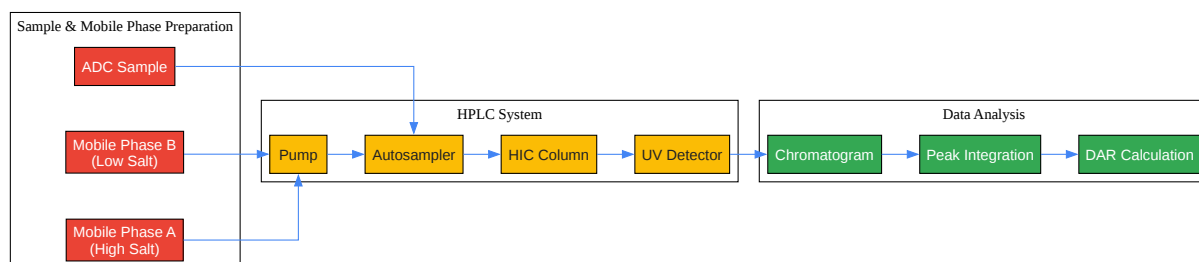 Sample & Mobile Phase Preparation
ADC Sample
Mobile Phase B
(Low Salt)
Mobile Phase A
(High Salt)
HPLC System
Pump
Autosampler
HIC Column
UV Detector
Data Analysis
Chromatogram
Peak Integration
DAR Calculation